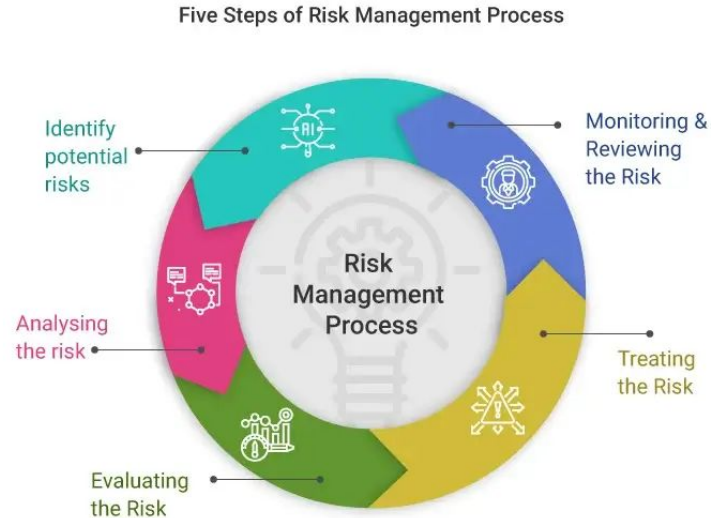 Five Steps of Risk Management Process
Identify
potential
risks
AI
Monitoring &
Reviewing
the Risk
Risk
Management
Process
Analysing
the risk
Treating
the Risk
Evaluating
the Risk